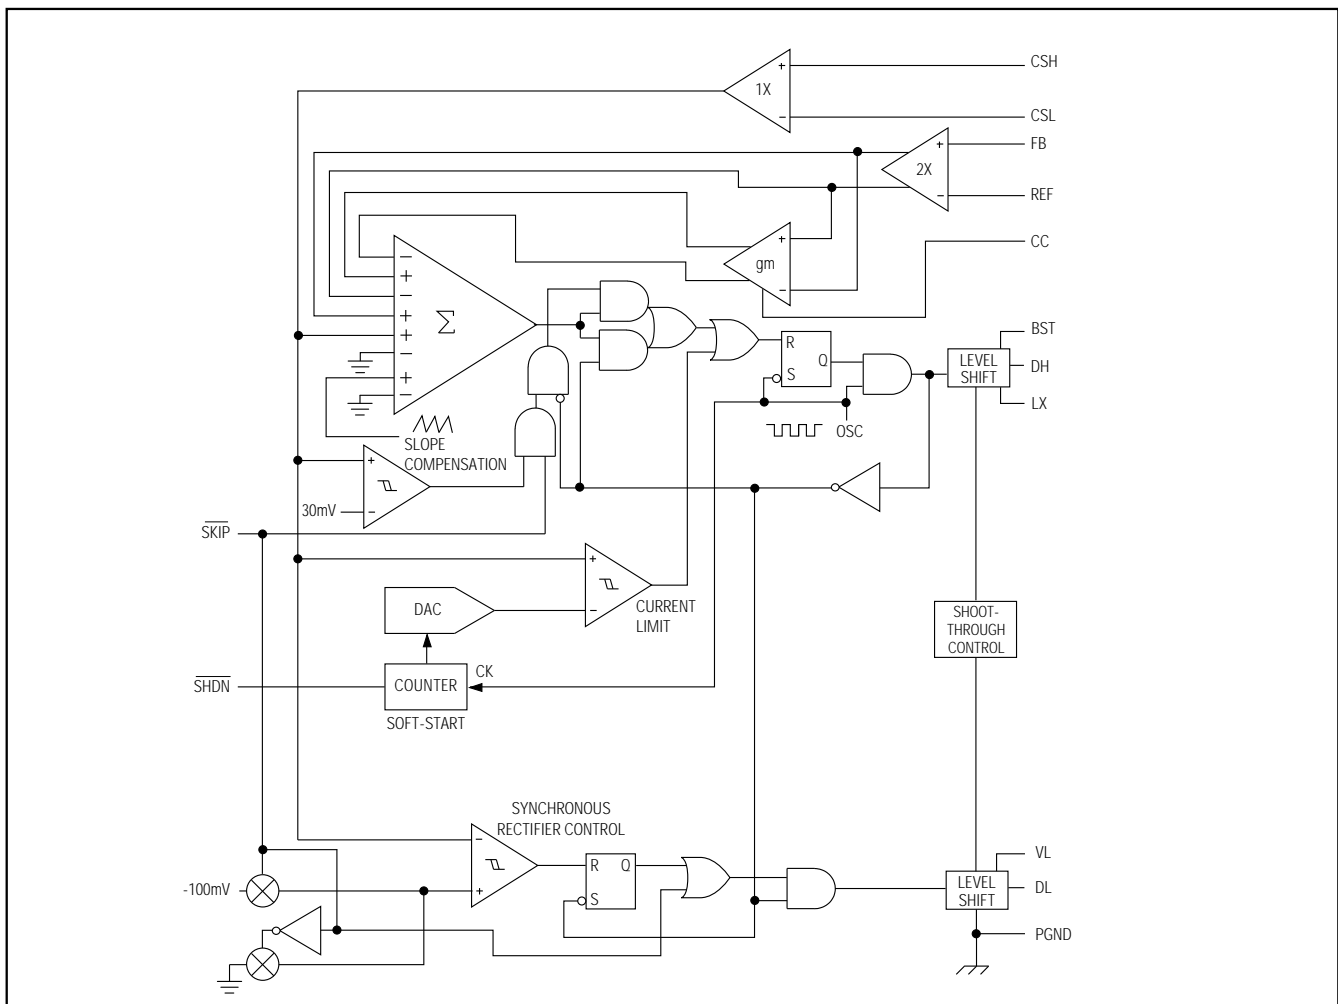 CSH
+
1X
-
CSL
FB
+
2X
-
REF
CC
+
gm
-
-
+
-
+
+
-
+
-
Σ
BST
R
Q
S
LEVEL
SHIFT
DH
LX
OSC
SLOPE
COMPENSATION
+
30mV
-
SKIP
+
-
DAC
CURRENT
LIMIT
SHOOT-
THROUGH
CONTROL
SHDN
COUNTER
CK
SOFT-START
SYNCHRONOUS
RECTIFIER CONTROL
-
+
R
Q
S
-100mV
VL
LEVEL
SHIFT
DL
PGND